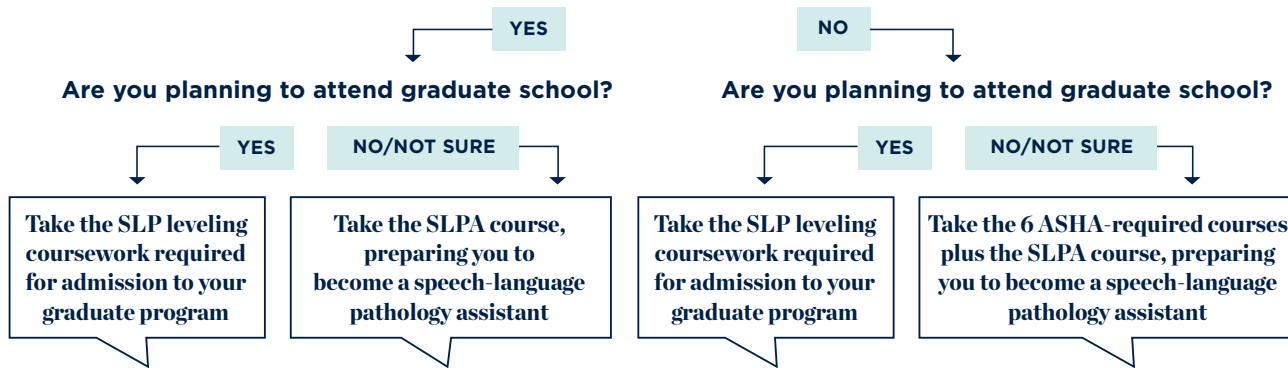 YES
NO
Are you planning to attend graduate school?
Are you planning to attend graduate school?
YES
NO/NOT SURE
YES
NO/NOT SURE
Take the SLP leveling
coursework required
for admission to your
graduate program
Take the SLPA course,
preparing you to
become a speech-language
pathology assistant
Take the SLP leveling
coursework required
for admission to your
graduate program
Take the 6 ASHA-required courses
plus the SLPA course, preparing
you to become a speech-language
pathology assistant